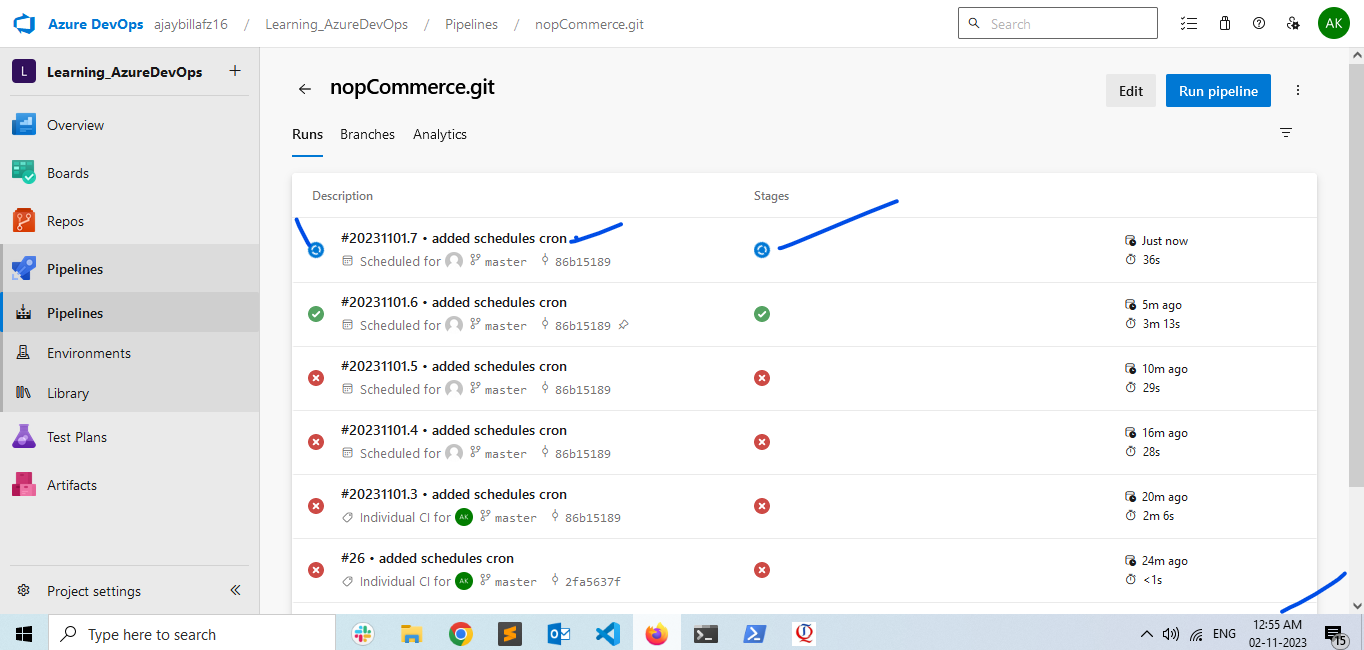 Azure DevOps ajaybillafz16 / Learning_AzureDevOps / Pipelines / nopCommerce.git Search AK
L Learning_AzureDevOps +
Overview
Boards
Repos
Pipelines
Pipelines
Environments
Library
Test Plans
Artifacts
Project settings
nopCommerce.git Edit Run pipeline
Runs Branches Analytics
Description Stages
#20231101.7 • added schedules cron Just now
Scheduled for master 86b15189 36s
#20231101.6 • added schedules cron 5m ago
Scheduled for master 86b15189 3m 13s
#20231101.5 • added schedules cron 10m ago
Scheduled for master 86b15189 29s
#20231101.4 • added schedules cron 16m ago
Scheduled for master 86b15189 28s
#20231101.3 • added schedules cron 20m ago
Individual CI for AK master 86b15189 2m 6s
#26 • added schedules cron 24m ago
Individual CI for AK master 2fa5637f <1s
Type here to search ENG 12:55 AM
02-11-2023 15